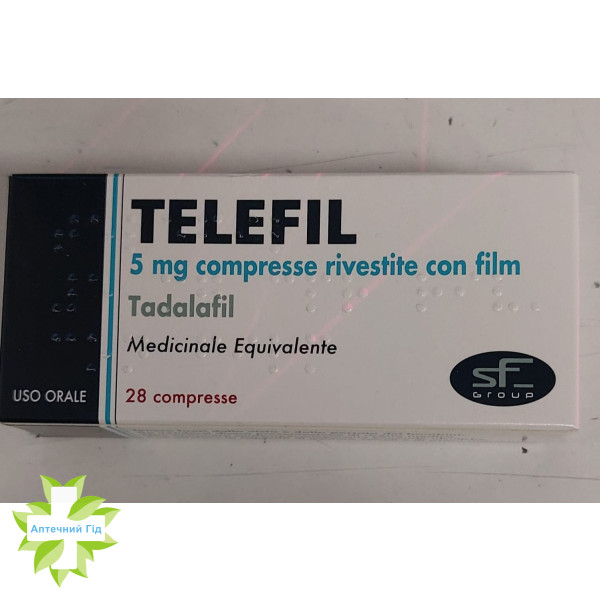 TELEFIL
5 mg compresse rivestite con film
Tadalafil
Medicinale Equivalente
28 compresse
USO ORALE
SF
GROUP
Аптечний Гід